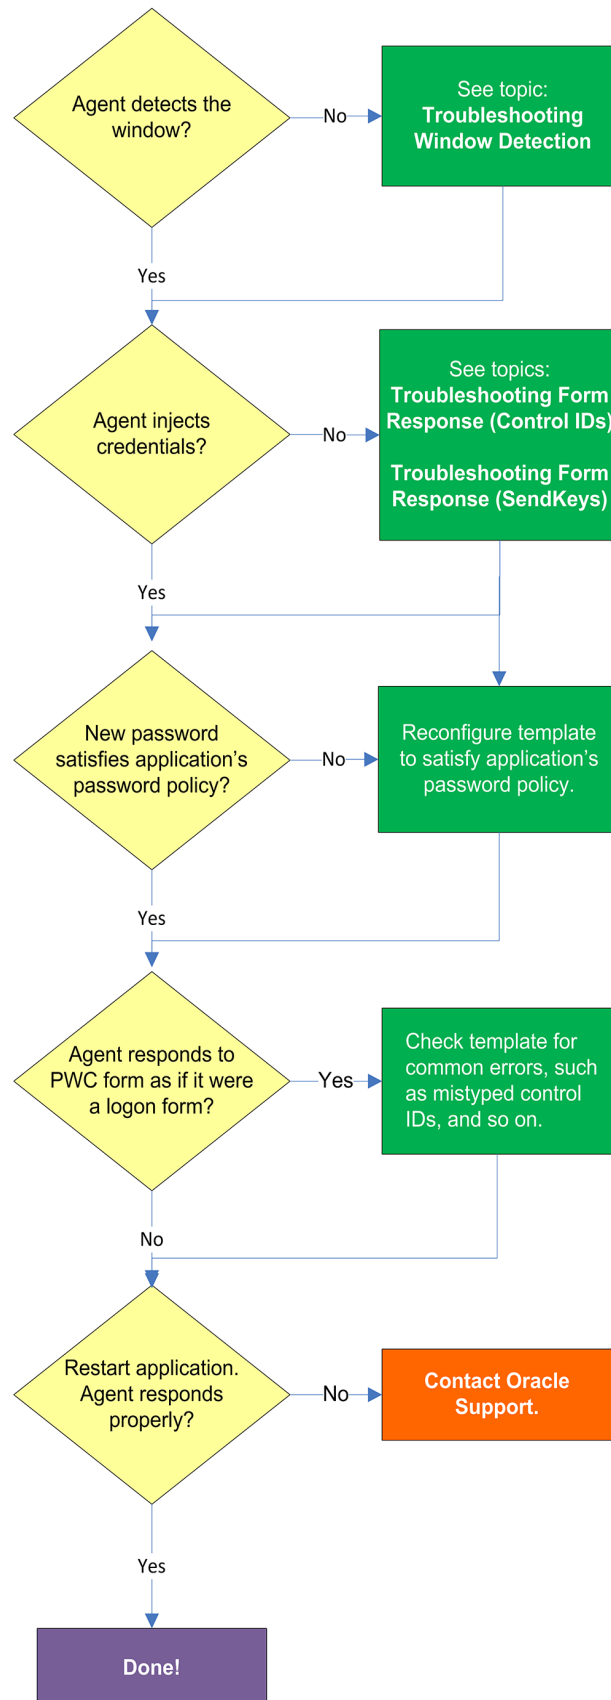 Agent detects the
window?
No
See topic:
Troubleshooting
Window Detection
Yes
Agent injects
credentials?
No
See topics:
Troubleshooting Form
Response (Control IDs)
Troubleshooting Form
Response (SendKeys)
Yes
New password
satisfies application’s
password policy?
No
Reconfigure template
to satisfy application’s
password policy.
Yes
Agent responds to
PWC form as if it were
a logon form?
Yes
Check template for
common errors, such
as mistyped control
IDs, and so on.
No
Restart application.
Agent responds
properly?
No
Contact Oracle
Support.
Yes
Done!